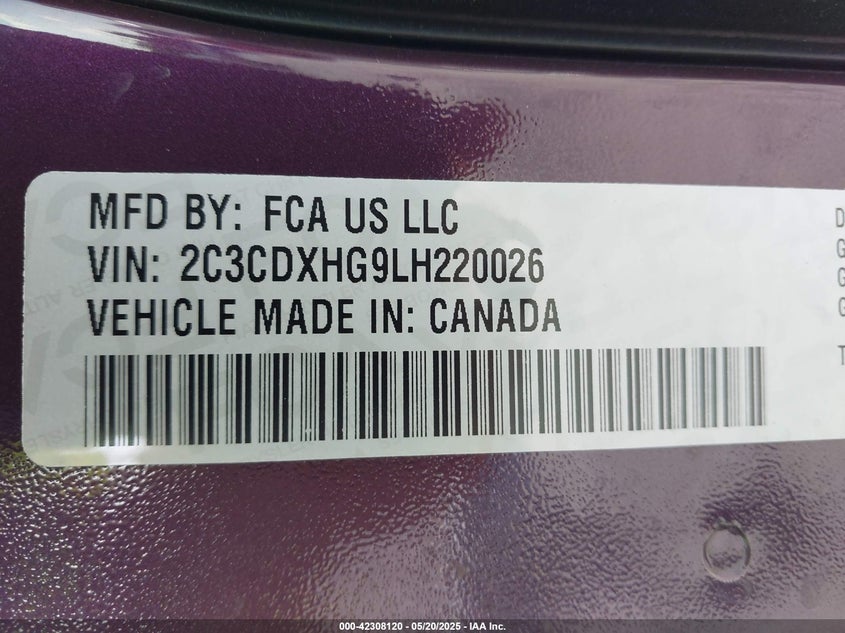 MFD BY: FCA US LLC
VIN: 2C3CDXHG9LH220026
VEHICLE MADE IN: CANADA
D
G
G
G
T
000-42308120 — 05/20/2025 — IAA Inc.